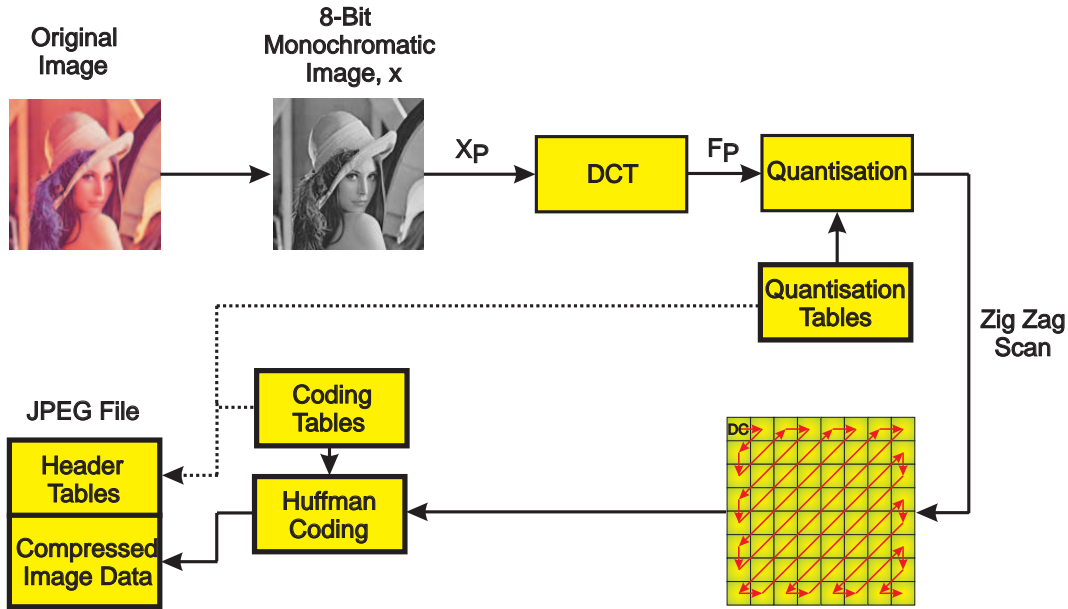 Original
Image
8-Bit
Monochromatic
Image, x
XP
DCT
FP
Quantisation
Quantisation
Tables
Zig Zag
Scan
DC
Coding
Tables
Huffman
Coding
JPEG File
Header
Tables
Compressed
Image Data